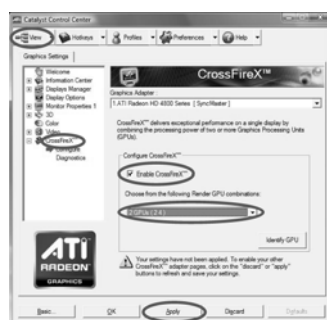 Catalyst Control Center
View Hotkeys Profiles Preferences Help
Graphics Settings
Welcome
Information Center
Displays Manager
Display Options
Monitor Properties 1
3D
Color
Video
CrossFireX™
Configure
Diagnostics
ATI
RADEON
GRAPHICS
CrossFireX™
Graphics Adapter:
1.ATI Radeon HD 4800 Series [SyncMaster]
CrossFireX™ delivers exceptional performance on a single display by
combining the processing power of two or more Graphics Processing Units
(GPUs).
Configure CrossFireX™
Enable CrossFireX™
Choose from the following Render GPU combinations:
Identify GPU
Your settings have not been applied. To enable your other
CrossFireX™ adapter pages, click on the "discard" or "apply"
buttons to refresh and save your settings.
Basic... OK Apply Discard Defaults